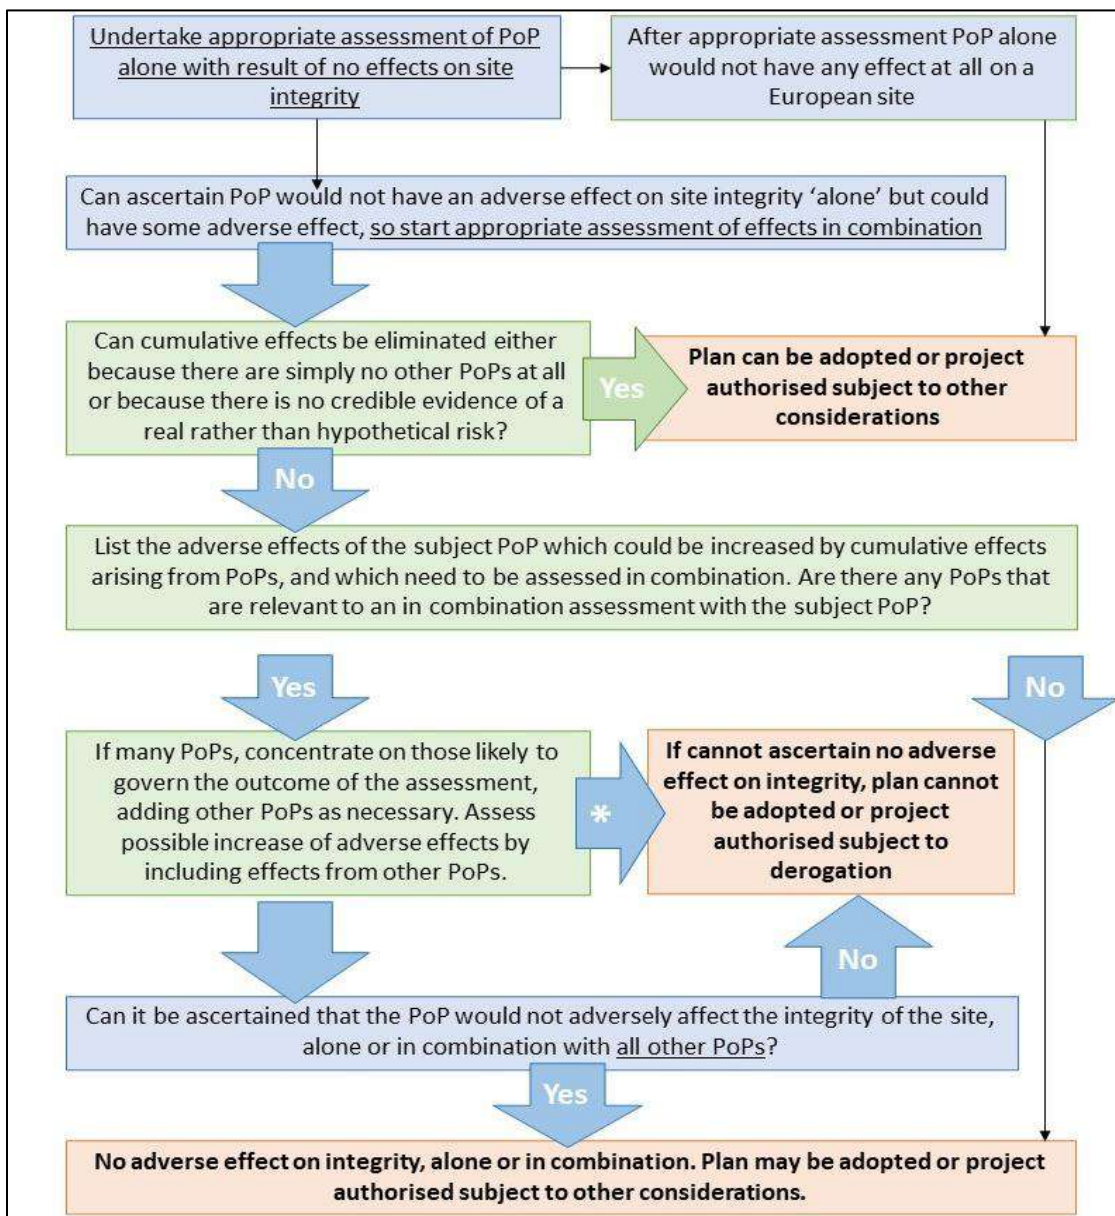 Undertake appropriate assessment of PoP
alone with result of no effects on site
integrity
After appropriate assessment PoP alone
would not have any effect at all on a
European site
Can ascertain PoP would not have an adverse effect on site integrity ‘alone’ but could
have some adverse effect, so start appropriate assessment of effects in combination
Can cumulative effects be eliminated either
because there are simply no other PoPs at all
or because there is no credible evidence of a
real rather than hypothetical risk?
Yes
Plan can be adopted or project
authorised subject to other
considerations
No
List the adverse effects of the subject PoP which could be increased by cumulative effects
arising from PoPs, and which need to be assessed in combination. Are there any PoPs that
are relevant to an in combination assessment with the subject PoP?
Yes
No
If many PoPs, concentrate on those likely to
govern the outcome of the assessment,
adding other PoPs as necessary. Assess
possible increase of adverse effects by
including effects from other PoPs.
*
If cannot ascertain no adverse
effect on integrity, plan cannot
be adopted or project
authorised subject to
derogation
No
Can it be ascertained that the PoP would not adversely affect the integrity of the site,
alone or in combination with all other PoPs?
Yes
No adverse effect on integrity, alone or in combination. Plan may be adopted or project
authorised subject to other considerations.